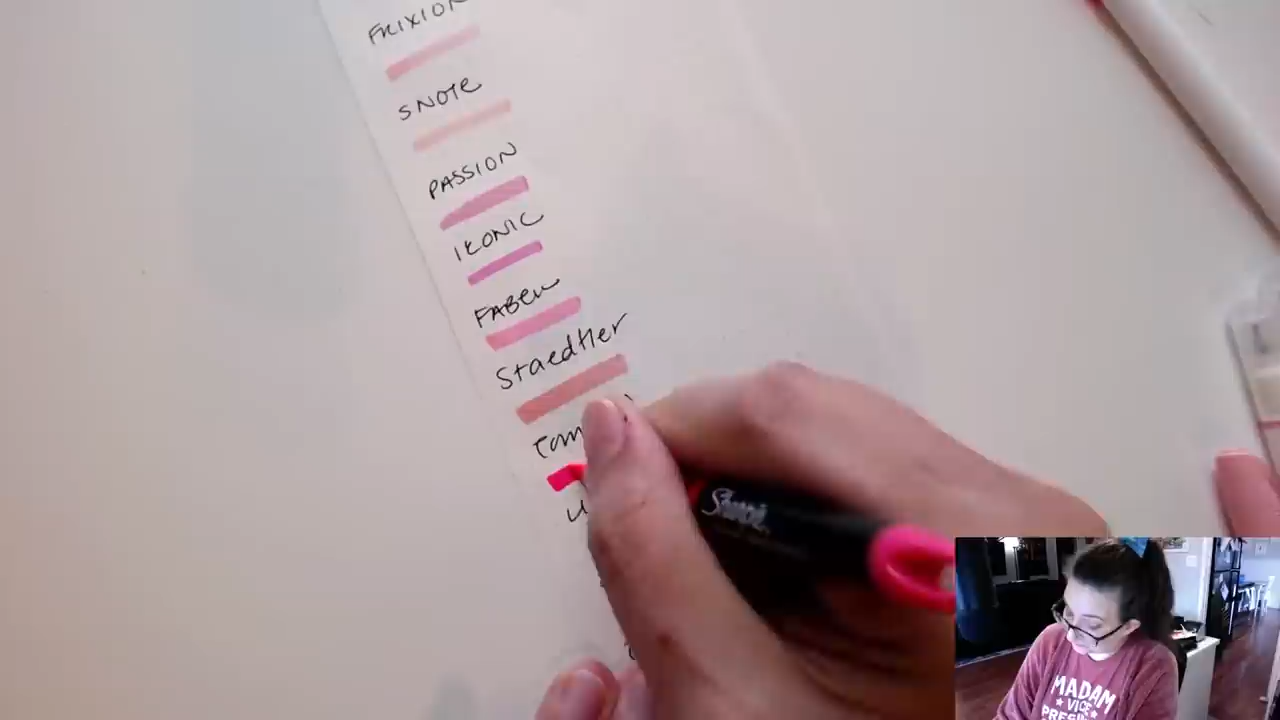 FRIXION
SNOTE
PASSION
IKONIC
FABER
Staedtler
Sharpie
MADAM
VICE